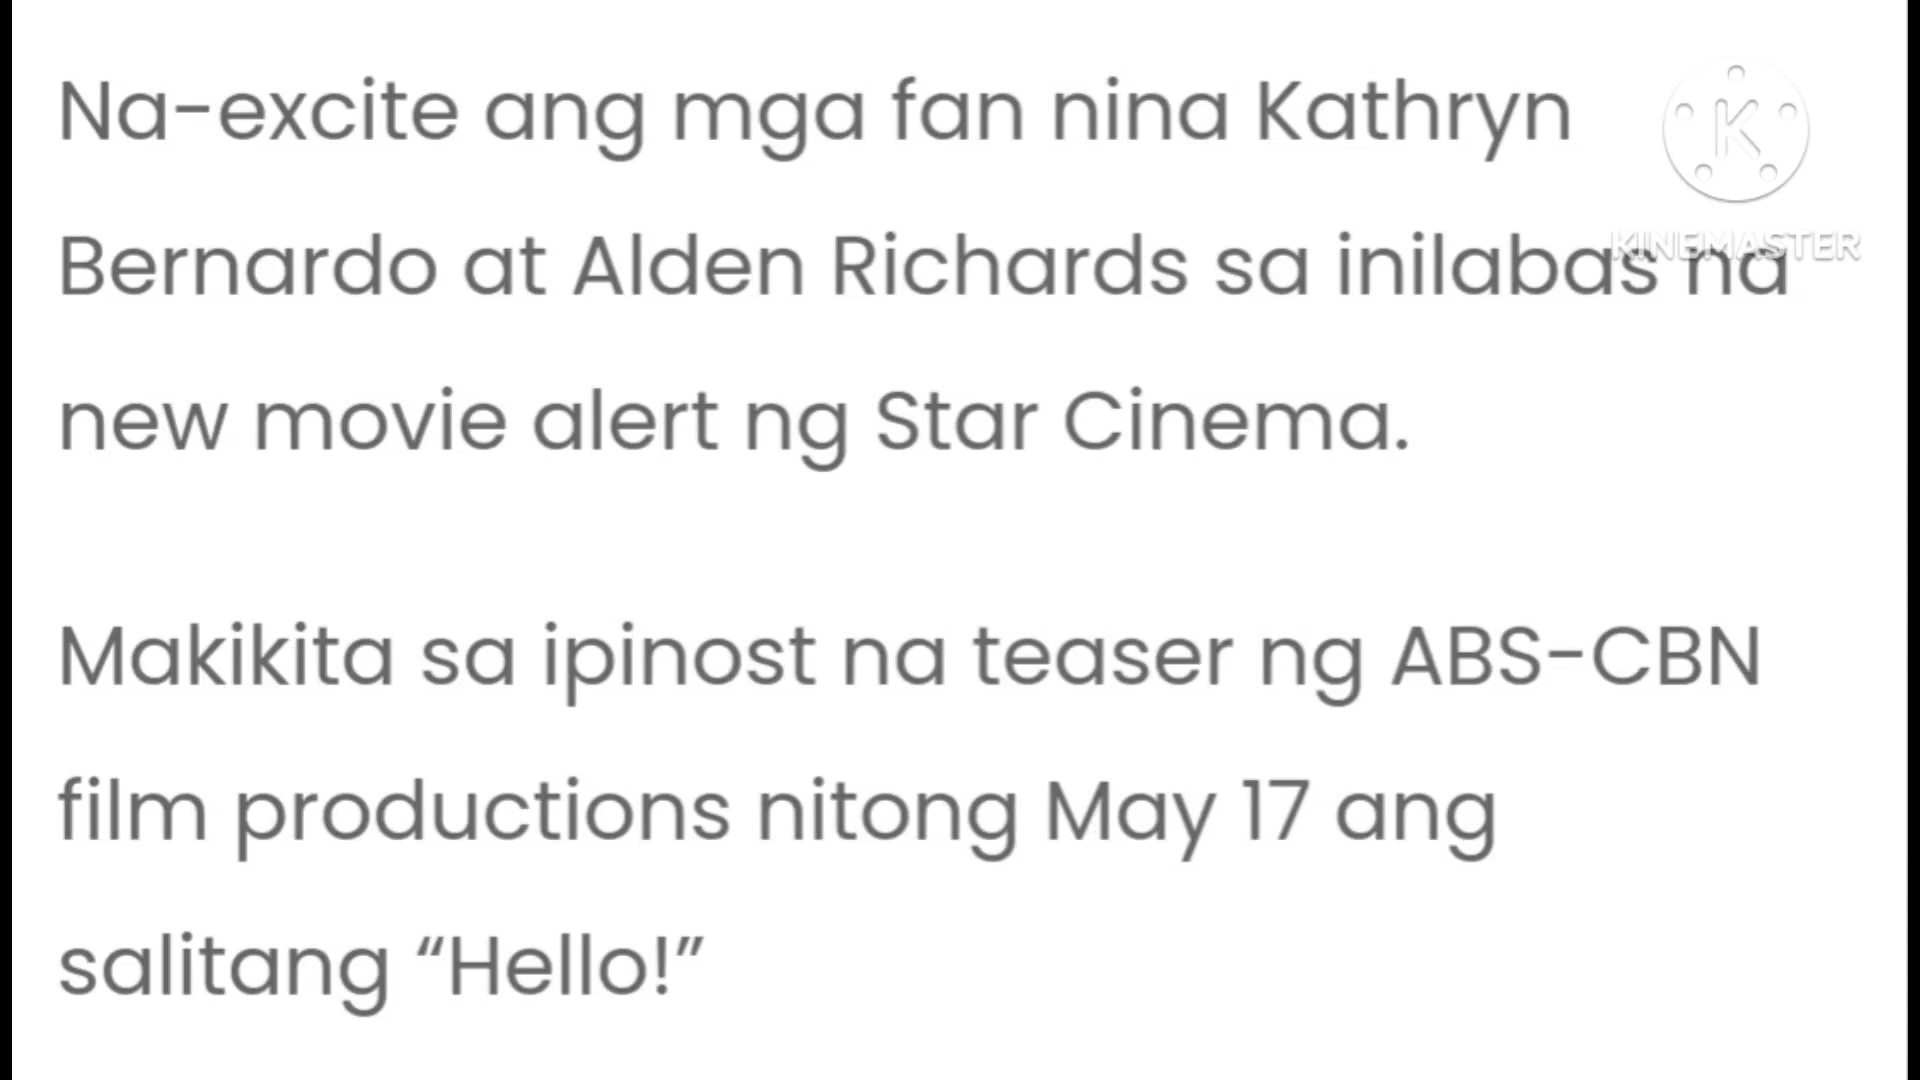 Na-excite ang mga fan nina Kathryn
Bernardo at Alden Richards sa inilabas na
new movie alert ng Star Cinema.
Makikita sa ipinost na teaser ng ABS-CBN
film productions nitong May 17 ang
salitang “Hello!”
K
KINEMASTER